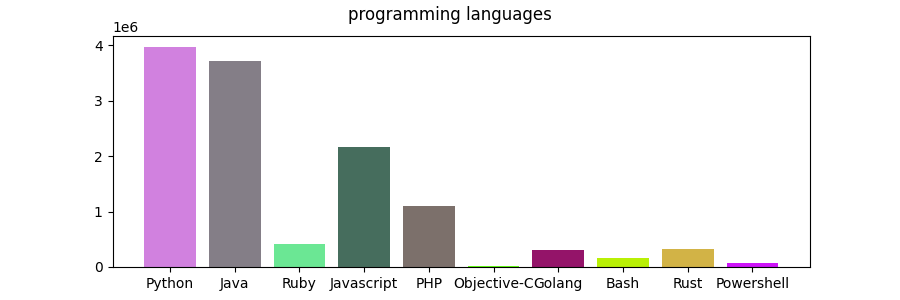 programming languages
1e6
4
3
2
1
0
Python Java Ruby Javascript PHP Objective-C Golang Bash Rust Powershell